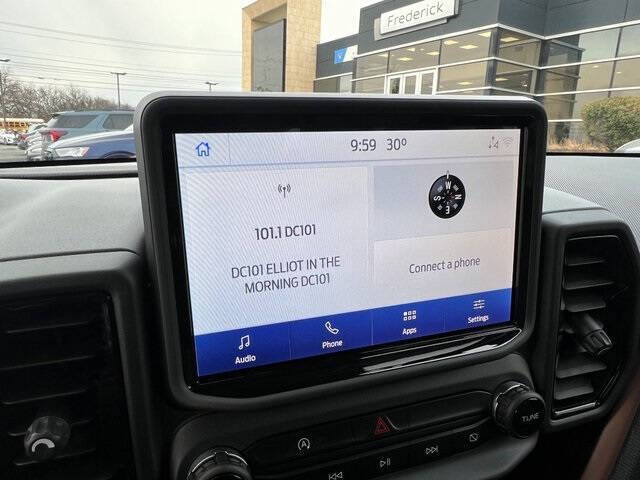 Frederick
9:59 30°
101.1 DC101
DC101 ELLIOT IN THE
MORNING DC101
W
S N
E
Connect a phone
Audio
Phone
Apps
Settings
TUNE